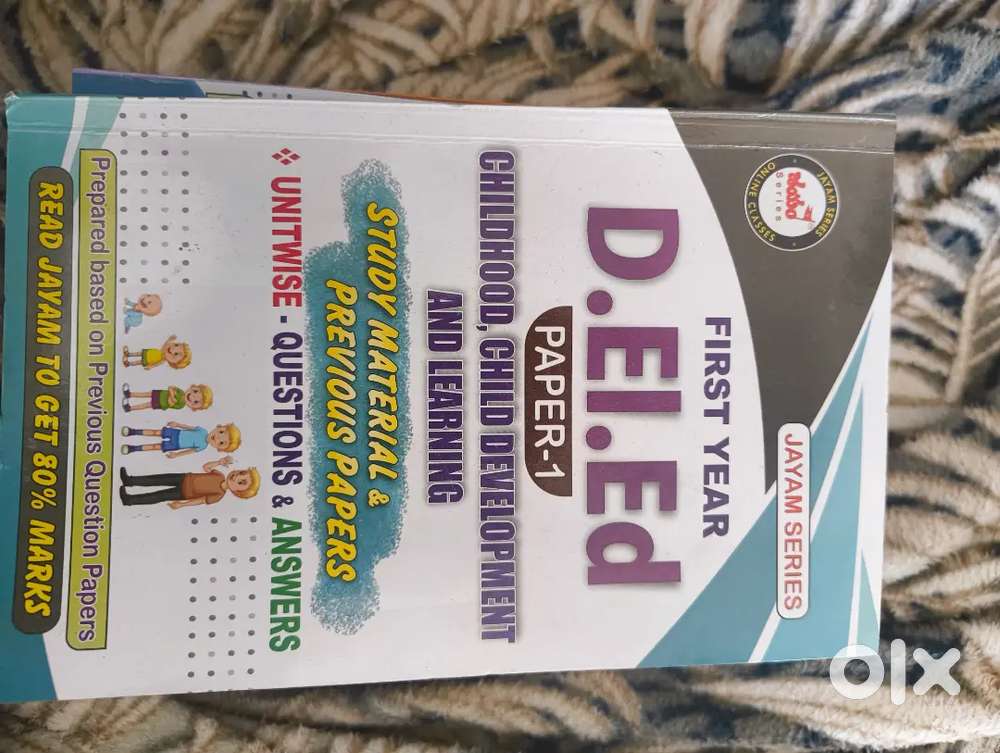 JAYAM SERIES
JAYAM SERIES
Series
ONLINE CLASSES
FIRST YEAR
D.El.Ed
PAPER-1
CHILDHOOD, CHILD DEVELOPMENT
AND LEARNING
STUDY MATERIAL &
PREVIOUS PAPERS
❖ UNITWISE - QUESTIONS & ANSWERS
Prepared based on Previous Question Papers
READ JAYAM TO GET 80% MARKS
olx